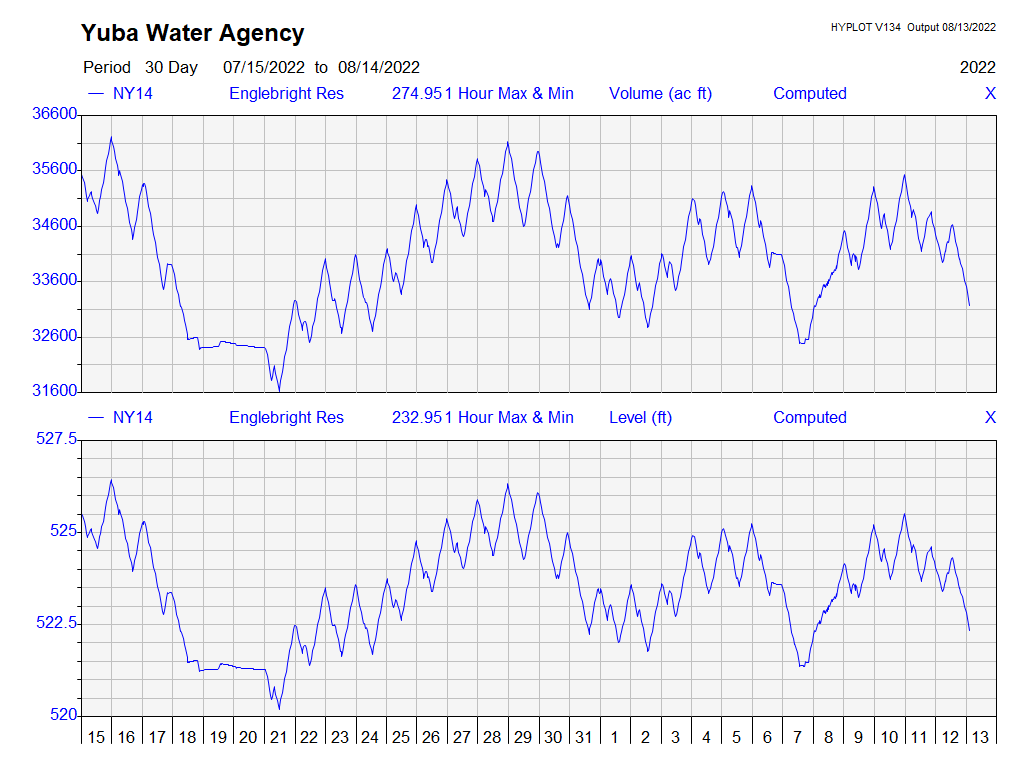 Yuba Water Agency
HYPLOT V134 Output 08/13/2022
Period 30 Day 07/15/2022 to 08/14/2022 2022
NY14 Englebright Res 274.951 Hour Max & Min Volume (ac ft) Computed X
36600
35600
34600
33600
32600
31600
NY14 Englebright Res 232.951 Hour Max & Min Level (ft) Computed X
527.5
525
522.5
520
15 16 17 18 19 20 21 22 23 24 25 26 27 28 29 30 31 1 2 3 4 5 6 7 8 9 10 11 12 13